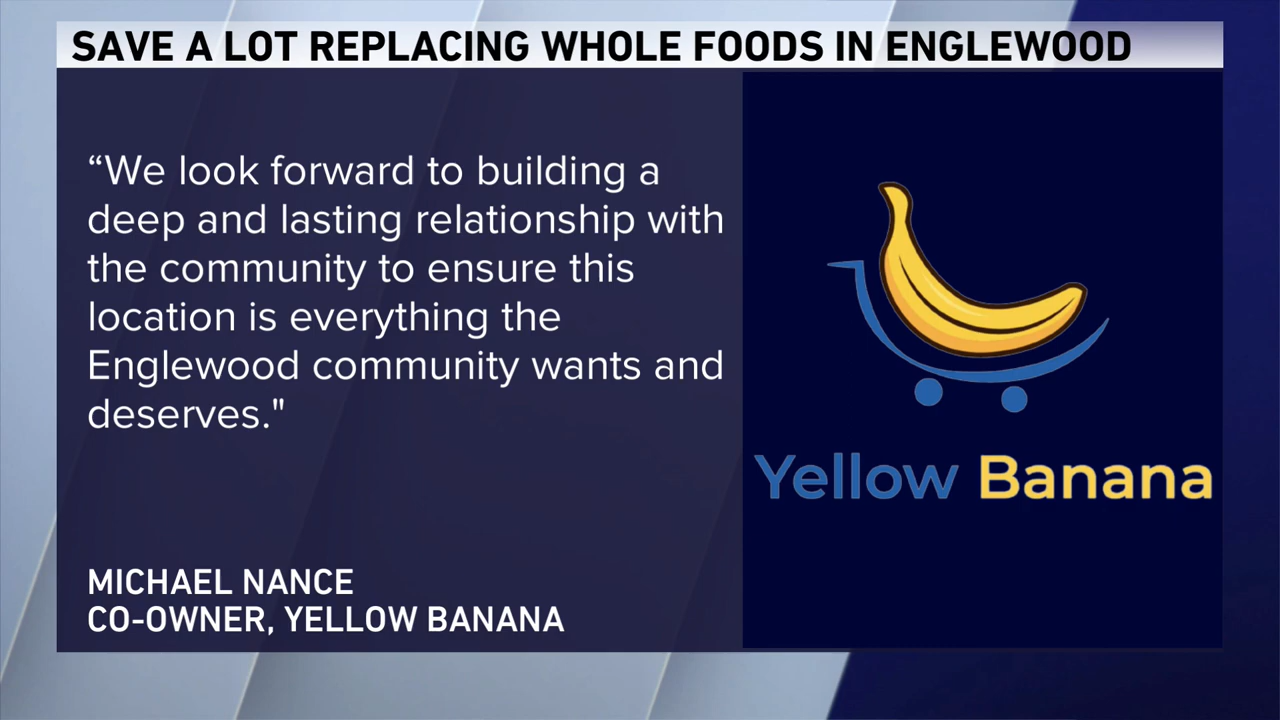 SAVE A LOT REPLACING WHOLE FOODS IN ENGLEWOOD
“We look forward to building a
deep and lasting relationship with
the community to ensure this
location is everything the
Englewood community wants and
deserves."
MICHAEL NANCE
CO-OWNER, YELLOW BANANA
Yellow Banana